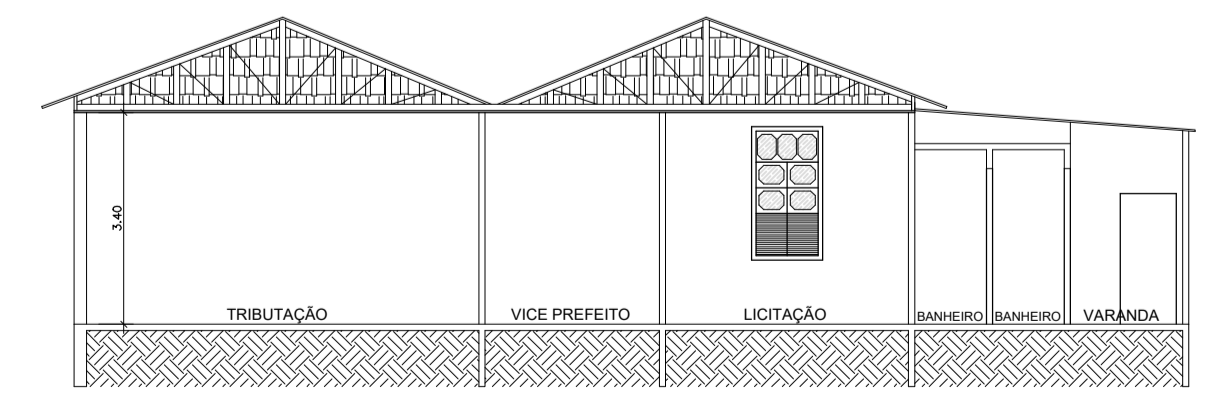 3.40
TRIBUTAÇÃO
VICE PREFEITO
LICITAÇÃO
BANHEIRO
BANHEIRO
VARANDA